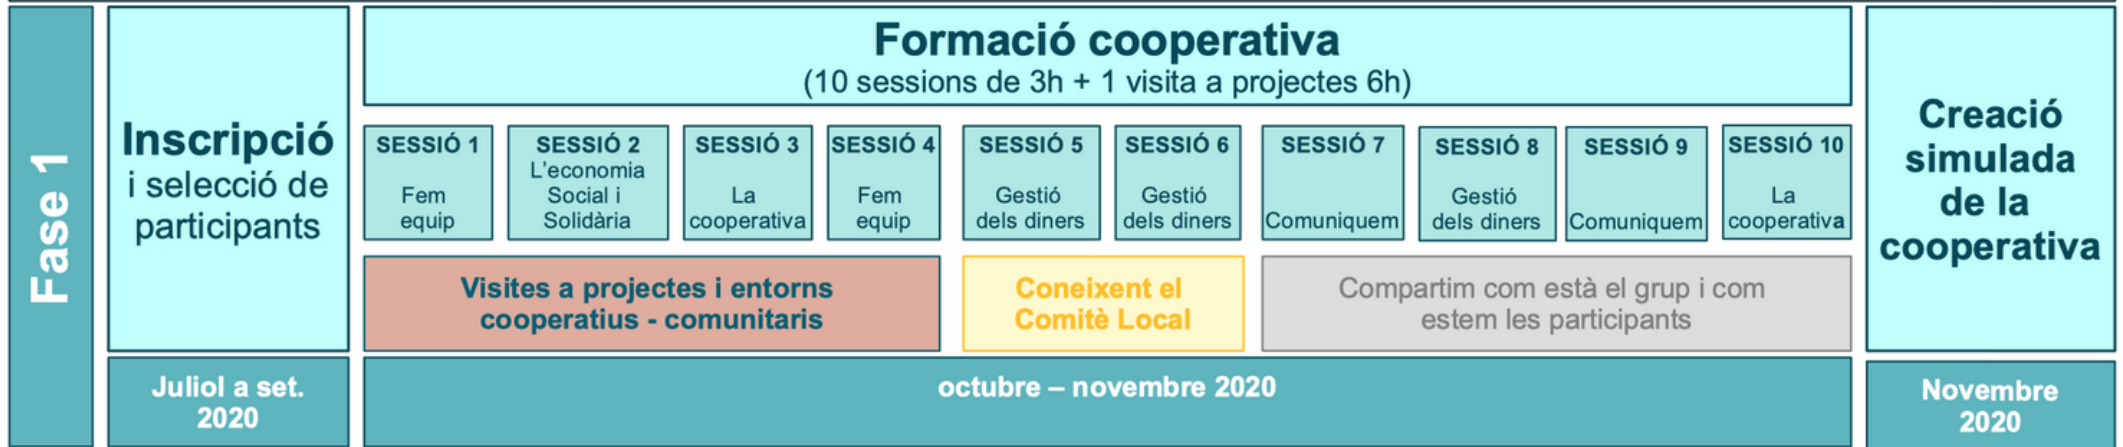 Fase 1
Inscripció
i selecció de
participants
Juliol a set.
2020
Formació cooperativa
(10 sessions de 3h + 1 visita a projectes 6h)
SESSIÓ 1
Fem
equip
SESSIÓ 2
L'economia
Social i
Solidària
SESSIÓ 3
La
cooperativa
SESSIÓ 4
Fem
equip
SESSIÓ 5
Gestió
dels diners
SESSIÓ 6
Gestió
dels diners
SESSIÓ 7
Comuniquem
SESSIÓ 8
Gestió
dels diners
SESSIÓ 9
Comuniquem
SESSIÓ 10
La
cooperativa
Visites a projectes i entorns
cooperatius - comunitaris
Coneixent el
Comitè Local
Compartim com està el grup i com
estem les participants
octubre – novembre 2020
Creació
simulada
de la
cooperativa
Novembre
2020